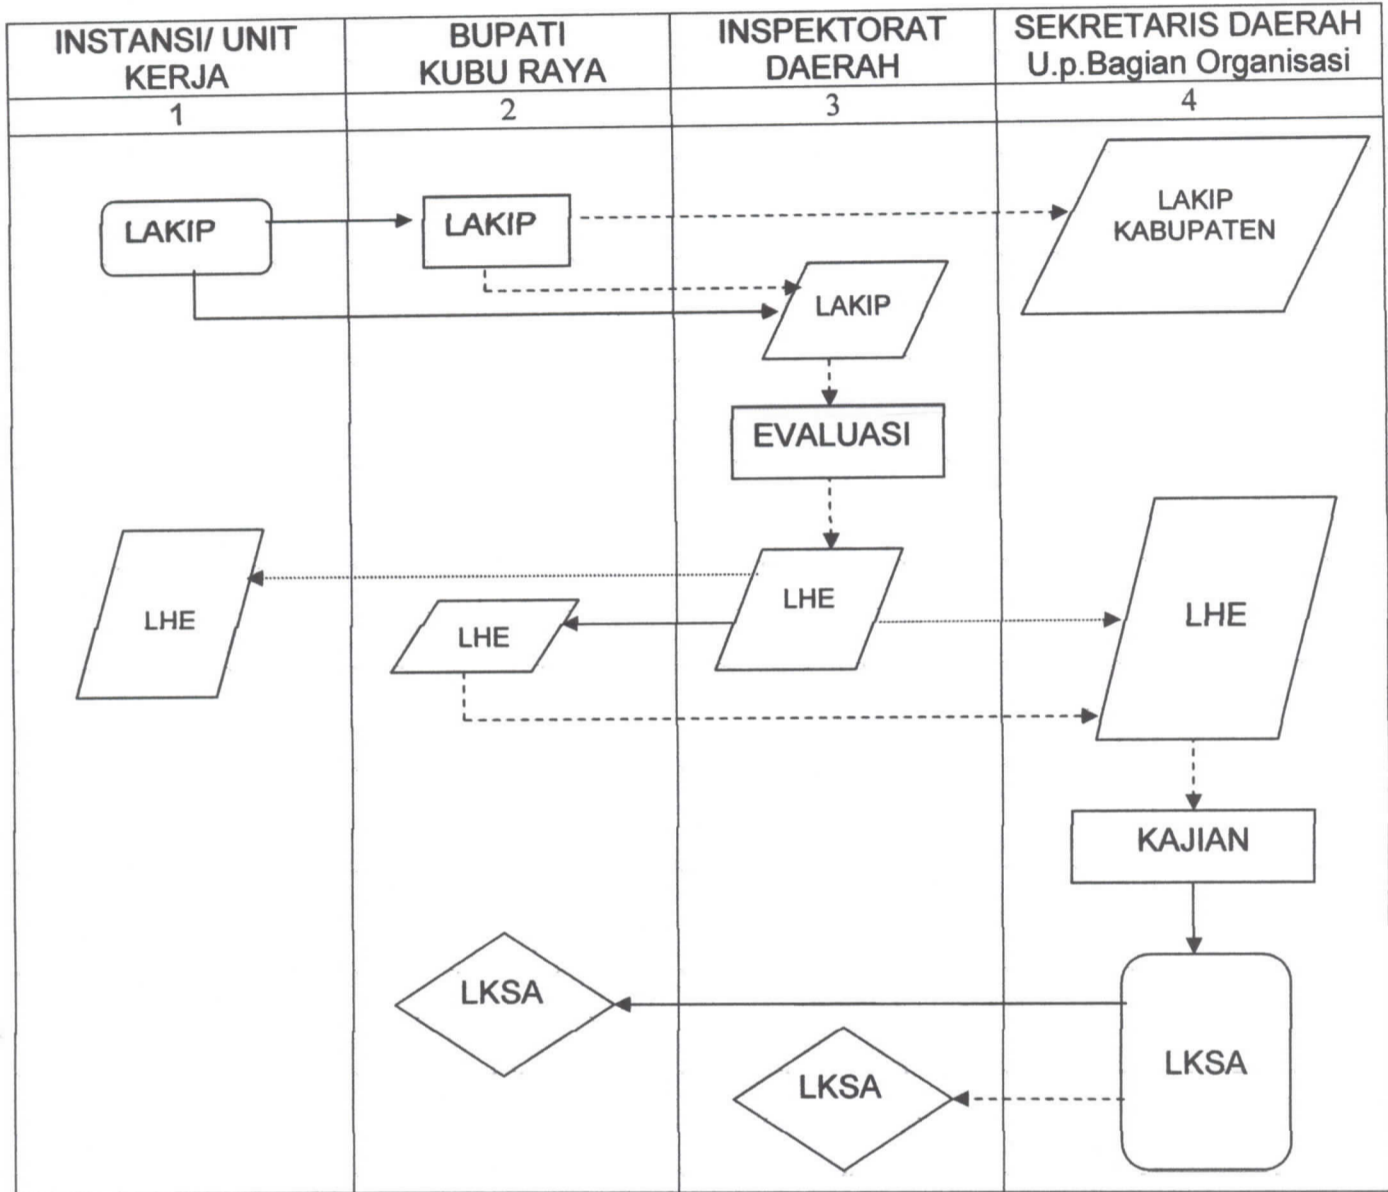 INSTANSI/ UNIT
KERJA
BUPATI
KUBU RAYA
INSPEKTORAT
DAERAH
SEKRETARIS DAERAH
U.p.Bagian Organisasi
1
2
3
4
LAKIP
LAKIP
LAKIP
KABUPATEN
LAKIP
EVALUASI
LHE
LHE
LHE
LHE
KAJIAN
LKSA
LKSA
LKSA